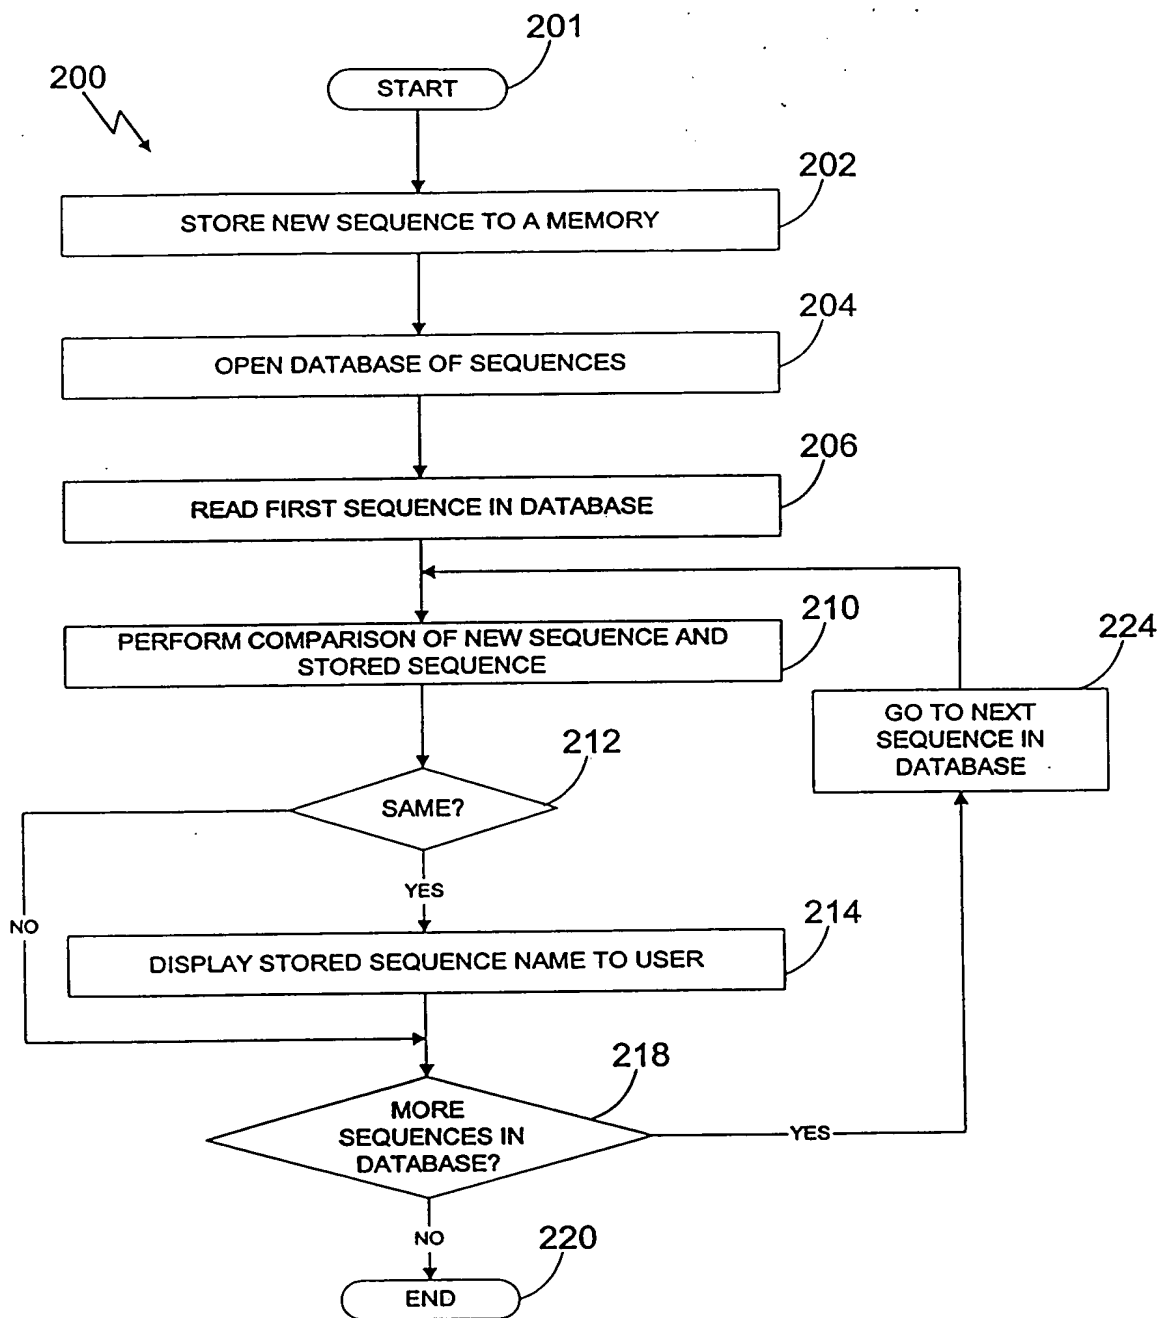 201
START
200
202
STORE NEW SEQUENCE TO A MEMORY
204
OPEN DATABASE OF SEQUENCES
206
READ FIRST SEQUENCE IN DATABASE
210
PERFORM COMPARISON OF NEW SEQUENCE AND
STORED SEQUENCE
224
GO TO NEXT
SEQUENCE IN
DATABASE
212
SAME?
YES
NO
214
DISPLAY STORED SEQUENCE NAME TO USER
218
MORE
SEQUENCES IN
DATABASE?
YES
NO
220
END